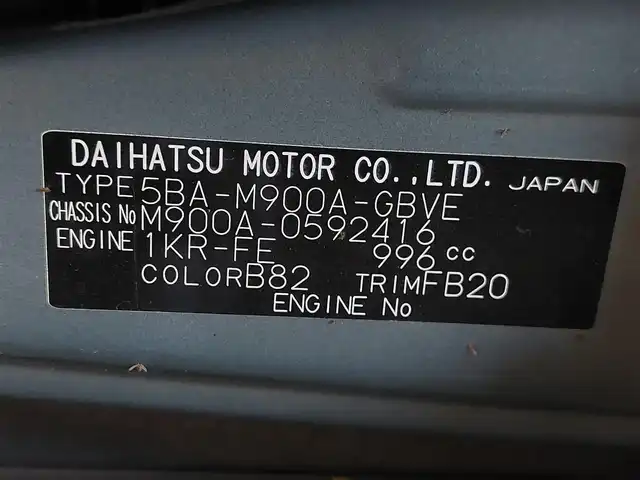 DAIHATSU MOTOR CO.,LTD. JAPAN
TYPE 5BA-M900A-GBVE
CHASSIS No M900A-0592416
ENGINE 1KR-FE 996 cc
COLOR B82 TRIM FB20
ENGINE No